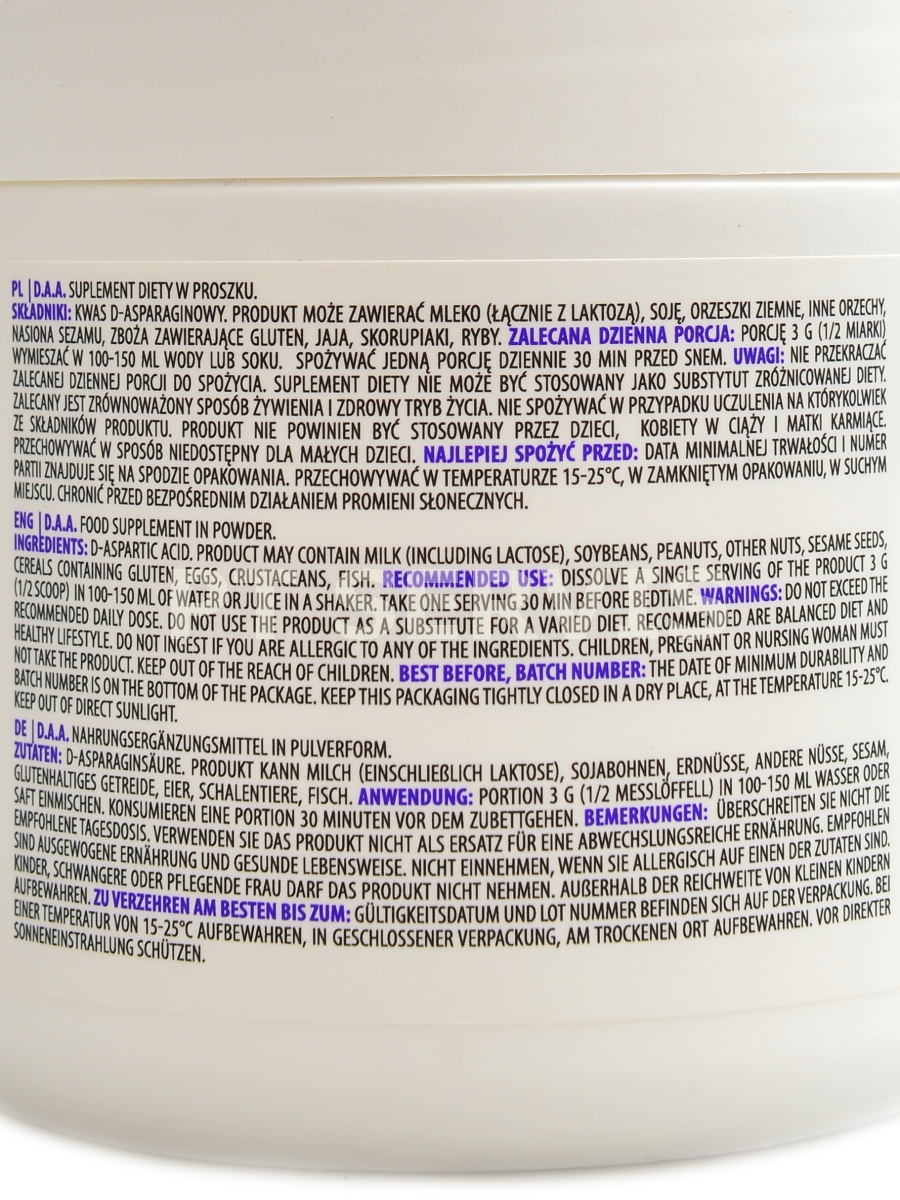 PL | D.A.A. SUPLEMENT DIETY W PROSZKU.
SKŁADNIKI: KWAS D-ASPARAGINOWY. PRODUKT MOŻE ZAWIERAĆ MLEKO (ŁĄCZNIE Z LAKTOZĄ), SOJĘ, ORZESZKI ZIEMNE, INNE ORZECHY,
NASIONA SEZAMU, ZBOŻA ZAWIERAJĄCE GLUTEN, JAJA, SKORUPIAKI, RYBY. ZALECANA DZIENNA PORCJA: PORCJĘ 3 G (1/2 MIARKI)
WYMIESZAĆ W 100-150 ML WODY LUB SOKU. SPOŻYWAĆ JEDNĄ PORCJĘ DZIENNIE 30 MIN PRZED SNEM. UWAGI: NIE PRZEKRACZAĆ
ZALECANEJ DZIENNEJ PORCJI DO SPOŻYCIA. SUPLEMENT DIETY NIE MOŻE BYĆ STOSOWANY JAKO SUBSTYTUT ZRÓŻNICOWANEJ DIETY.
ZALECANY JEST ZRÓWNOWAŻONY SPOSÓB ŻYWIENIA I ZDROWY TRYB ŻYCIA. NIE SPOŻYWAĆ W PRZYPADKU UCZULENIA NA KTÓRYKOLWIEK
ZE SKŁADNIKÓW PRODUKTU. PRODUKT NIE POWINIEN BYĆ STOSOWANY PRZEZ DZIECI, KOBIETY W CIĄŻY I MATKI KARMIĄCE.
PRZECHOWYWAĆ W SPOSÓB NIEDOSTĘPNY DLA MAŁYCH DZIECI. NAJLEPIEJ SPOŻYĆ PRZED: DATA MINIMALNEJ TRWAŁOŚCI I NUMER
PARTII ZNAJDUJE SIĘ NA SPODZIE OPAKOWANIA. PRZECHOWYWAĆ W TEMPERATURZE 15-25°C, W ZAMKNIĘTYM OPAKOWANIU, W SUCHYM
MIEJSCU. CHRONIĆ PRZED BEZPOŚREDNIM DZIAŁANIEM PROMIENI SŁONECZNYCH.
ENG | D.A.A. FOOD SUPPLEMENT IN POWDER.
INGREDIENTS: D-ASPARTIC ACID. PRODUCT MAY CONTAIN MILK (INCLUDING LACTOSE), SOYBEANS, PEANUTS, OTHER NUTS, SESAME SEEDS,
CEREALS CONTAINING GLUTEN, EGGS, CRUSTACEANS, FISH. RECOMMENDED USE: DISSOLVE A SINGLE SERVING OF THE PRODUCT 3 G
(1/2 SCOOP) IN 100-150 ML OF WATER OR JUICE IN A SHAKER. TAKE ONE SERVING 30 MIN BEFORE BEDTIME. WARNINGS: DO NOT EXCEED THE
RECOMMENDED DAILY DOSE. DO NOT USE THE PRODUCT AS A SUBSTITUTE FOR A VARIED DIET. RECOMMENDED ARE BALANCED DIET AND
HEALTHY LIFESTYLE. DO NOT INGEST IF YOU ARE ALLERGIC TO ANY OF THE INGREDIENTS. CHILDREN, PREGNANT OR NURSING WOMAN MUST
NOT TAKE THE PRODUCT. KEEP OUT OF THE REACH OF CHILDREN. BEST BEFORE, BATCH NUMBER: THE DATE OF MINIMUM DURABILITY AND
BATCH NUMBER IS ON THE BOTTOM OF THE PACKAGE. KEEP THIS PACKAGING TIGHTLY CLOSED IN A DRY PLACE, AT THE TEMPERATURE 15-25°C.
KEEP OUT OF DIRECT SUNLIGHT.
DE | D.A.A. NAHRUNGSERGÄNZUNGSMITTEL IN PULVERFORM.
ZUTATEN: D-ASPARAGINSÄURE. PRODUKT KANN MILCH (EINSCHLIEßLICH LAKTOSE), SOJABOHNEN, ERDNÜSSE, ANDERE NÜSSE, SESAM,
GLUTENHALTIGES GETREIDE, EIER, SCHALENTIERE, FISCH. ANWENDUNG: PORTION 3 G (1/2 MESSLÖFFELL) IN 100-150 ML WASSER ODER
SAFT EINMISCHEN. KONSUMIEREN EINE PORTION 30 MINUTEN VOR DEM ZUBETTGEHEN. BEMERKUNGEN: ÜBERSCHREITEN SIE NICHT DIE
EMPFOHLENE TAGESDOSIS. VERWENDEN SIE DAS PRODUKT NICHT ALS ERSATZ FÜR EINE ABWECHSLUNGSREICHE ERNÄHRUNG. EMPFOHLEN
SIND AUSGEWOGENE ERNÄHRUNG UND GESUNDE LEBENSWEISE. NICHT EINNEHMEN, WENN SIE ALLERGISCH AUF EINEN DER ZUTATEN SIND.
KINDER, SCHWANGERE ODER PFLEGENDE FRAU DARF DAS PRODUKT NICHT NEHMEN. AUßERHALB DER REICHWEITE VON KLEINEN KINDERN
AUFBEWAHREN. ZU VERZEHREN AM BESTEN BIS ZUM: GÜLTIGKEITSDATUM UND LOT NUMMER BEFINDEN SICH AUF DER VERPACKUNG. BEI
EINER TEMPERATUR VON 15-25°C AUFBEWAHREN, IN GESCHLOSSENER VERPACKUNG, AM TROCKENEN ORT AUFBEWAHREN. VOR DIREKTER
SONNENEINSTRAHLUNG SCHÜTZEN.